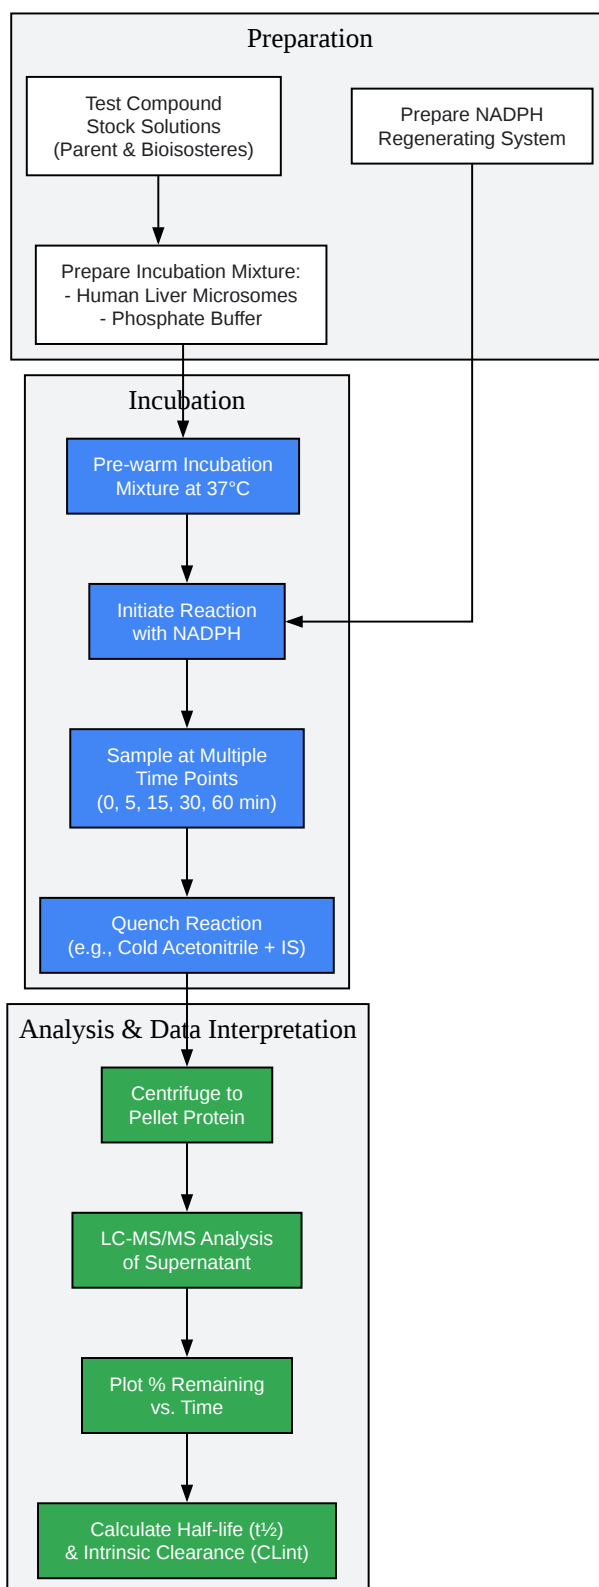 Preparation
Test Compound
Stock Solutions
(Parent & Bioisosteres)
Prepare NADPH
Regenerating System
Prepare Incubation Mixture:
- Human Liver Microsomes
- Phosphate Buffer
Incubation
Pre-warm Incubation
Mixture at 37°C
Initiate Reaction
with NADPH
Sample at Multiple
Time Points
(0, 5, 15, 30, 60 min)
Quench Reaction
(e.g., Cold Acetonitrile + IS)
Analysis & Data Interpretation
Centrifuge to
Pellet Protein
LC-MS/MS Analysis
of Supernatant
Plot % Remaining
vs. Time
Calculate Half-life (t½)
& Intrinsic Clearance (CLint)